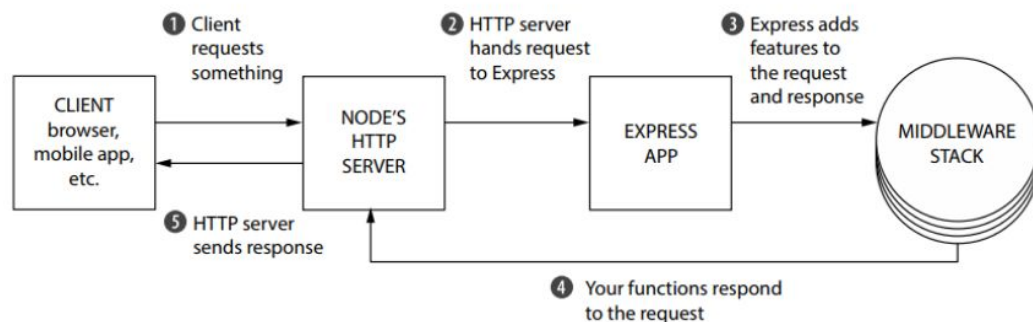 1 Client
requests
something
2 HTTP server
hands request
to Express
3 Express adds
features to
the request
and response
CLIENT
browser,
mobile app,
etc.
NODE'S
HTTP
SERVER
EXPRESS
APP
MIDDLEWARE
STACK
5 HTTP server
sends response
4 Your functions respond
to the request